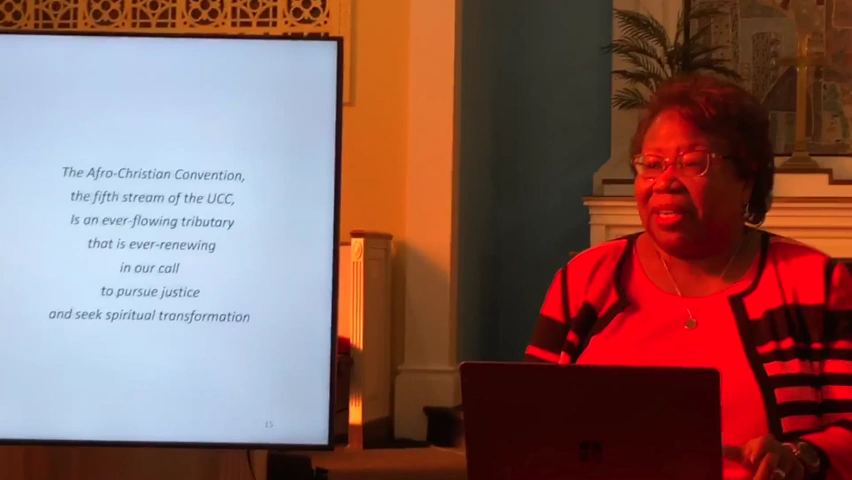 The Afro-Christian Convention,
the fifth stream of the UCC,
Is an ever-flowing tributary
that is ever-renewing
in our call
to pursue justice
and seek spiritual transformation
15